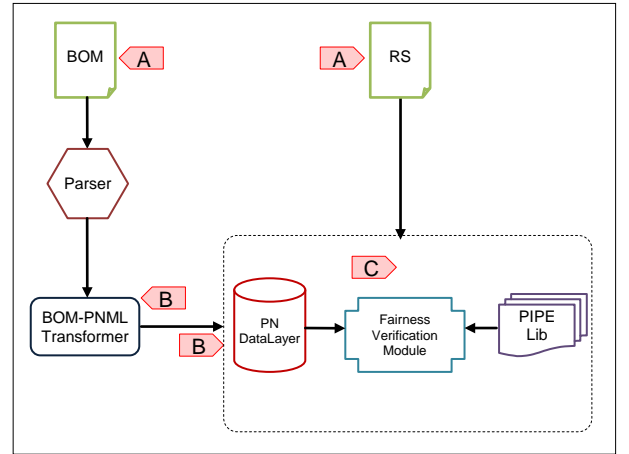 BOM
A
A
RS
Parser
C
B
BOM-PNML
Transformer
B
PN
DataLayer
Fairness
Verification
Module
PIPE
Lib